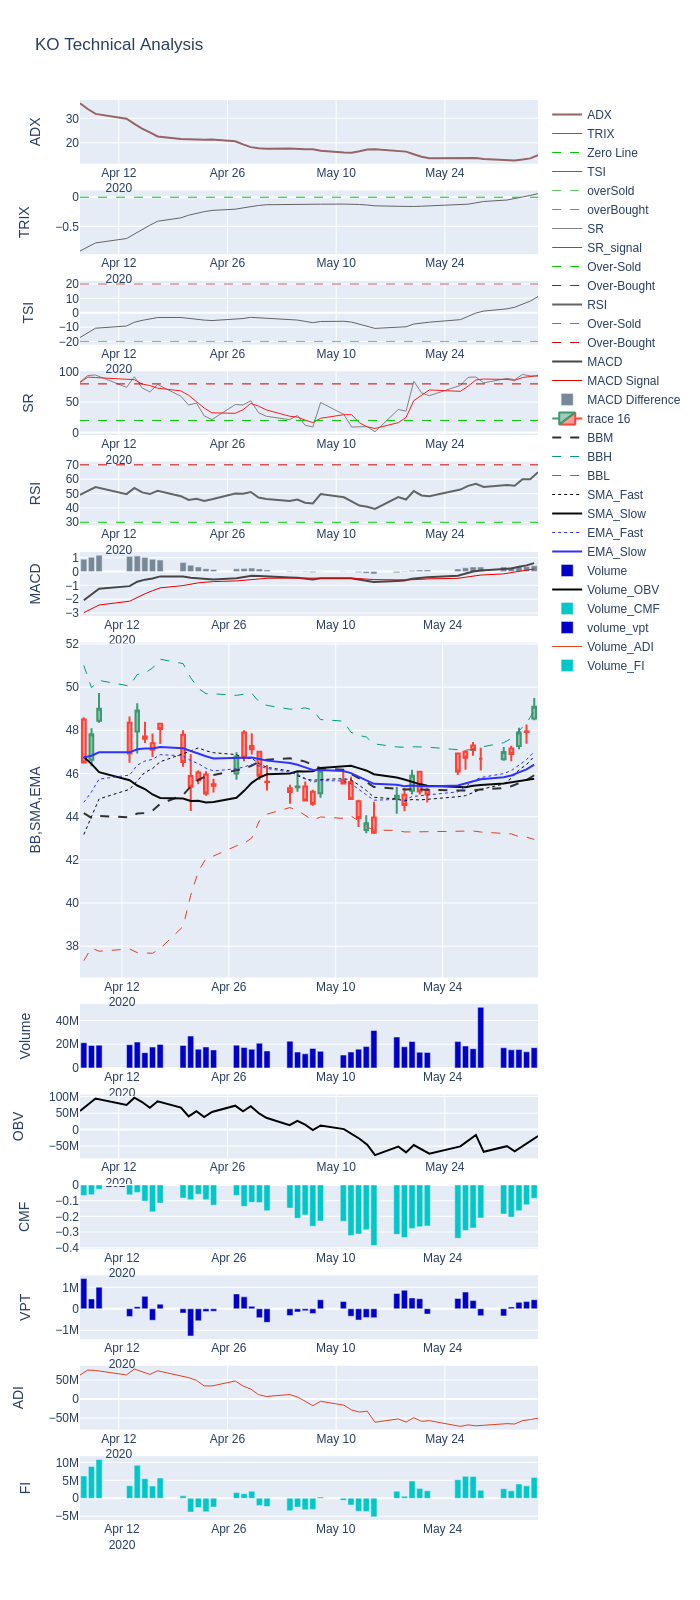 KO Technical Analysis
ADX
30
20
Apr 12
2020
Apr 26
May 10
May 24
TRIX
0
−0.5
Apr 12
2020
Apr 26
May 10
May 24
TSI
20
10
0
−10
−20
Apr 12
2020
Apr 26
May 10
May 24
SR
100
50
0
Apr 12
2020
Apr 26
May 10
May 24
RSI
70
60
50
40
30
Apr 12
2020
Apr 26
May 10
May 24
MACD
1
0
−1
−2
−3
Apr 12
2020
Apr 26
May 10
May 24
BB,SMA,EMA
52
50
48
46
44
42
40
38
Apr 12
2020
Apr 26
May 10
May 24
Volume
40M
20M
0
Apr 12
2020
Apr 26
May 10
May 24
OBV
100M
50M
0
−50M
Apr 12
2020
Apr 26
May 10
May 24
CMF
0
−0.1
−0.2
−0.3
−0.4
Apr 12
2020
Apr 26
May 10
May 24
VPT
1M
0
−1M
Apr 12
2020
Apr 26
May 10
May 24
ADI
50M
0
−50M
Apr 12
2020
Apr 26
May 10
May 24
FI
10M
5M
0
−5M
Apr 12
2020
Apr 26
May 10
May 24
ADX
TRIX
Zero Line
TSI
overSold
overBought
SR
SR_signal
Over-Sold
Over-Bought
RSI
Over-Sold
Over-Bought
MACD
MACD Signal
MACD Difference
trace 16
BBM
BBH
BBL
SMA_Fast
SMA_Slow
EMA_Fast
EMA_Slow
Volume
Volume_OBV
Volume_CMF
volume_vpt
Volume_ADI
Volume_FI